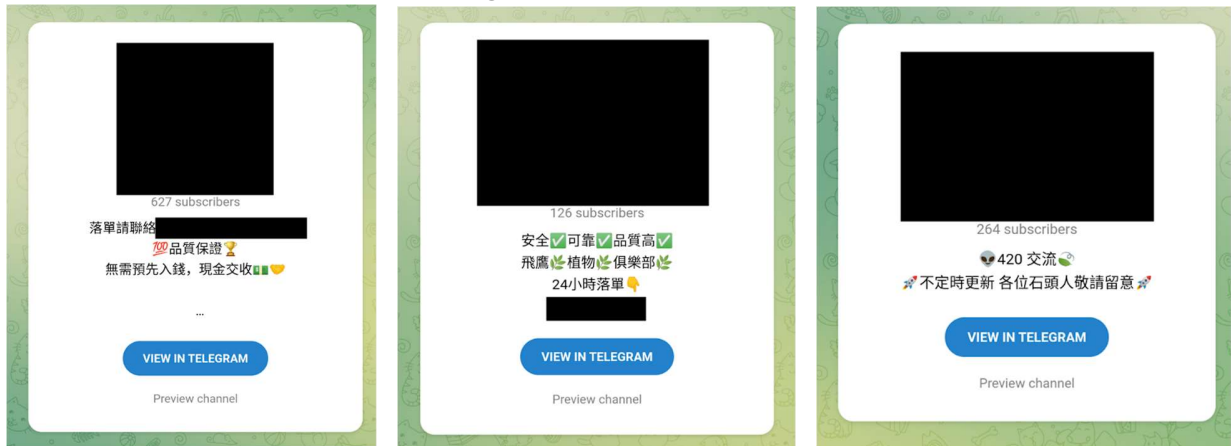 627 subscribers
落單請聯絡
💯品質保證🏆
無需預先入錢，現金交收💵🤝
...
VIEW IN TELEGRAM
Preview channel
126 subscribers
安全✅可靠✅品質高✅
飛鷹🌿植物🌿俱樂部🌿
24小時落單👇
VIEW IN TELEGRAM
Preview channel
264 subscribers
👽420 交流🍃
🚀不定時更新 各位石頭人敬請留意🚀
VIEW IN TELEGRAM
Preview channel